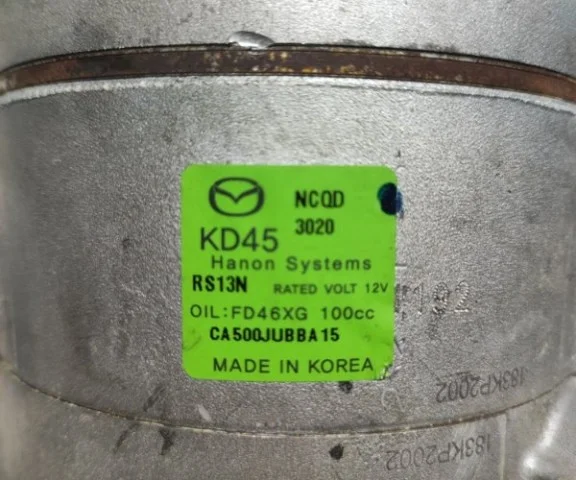 NCQD
3020
KD45
Hanon Systems
RS13N RATED VOLT 12V
OIL:FD46XG 100cc
CA500JUBBA15
MADE IN KOREA
183KP2002
183KP2002